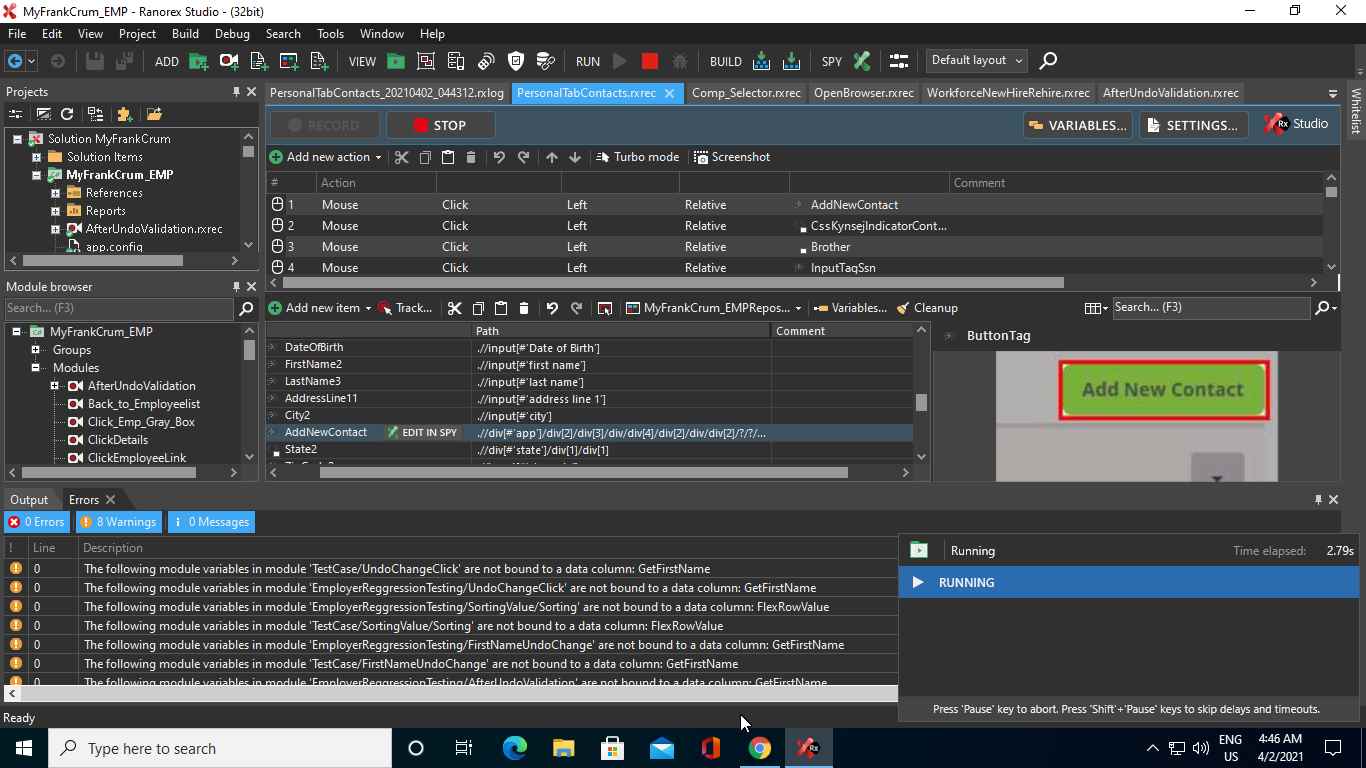 MyFrankCrum_EMP - Ranorex Studio - (32bit)
File Edit View Project Build Debug Search Tools Window Help
ADD VIEW RUN BUILD SPY Default layout
Projects
PersonalTabContacts_20210402_044312.rxlog PersonalTabContacts.rxrec Comp_Selector.rxrec OpenBrowser.rxrec WorkforceNewHireRehire.rxrec AfterUndoValidation.rxrec
Whitelist
RECORD STOP VARIABLES... SETTINGS... Rx Studio
Solution MyFrankCrum
Solution Items
MyFrankCrum_EMP
References
Reports
AfterUndoValidation.rxrec
app.config
Add new action Turbo mode Screenshot
# Action Comment
1 Mouse Click Left Relative AddNewContact
2 Mouse Click Left Relative CssKynsejIndicatorCont...
3 Mouse Click Left Relative Brother
4 Mouse Click Left Relative InputTagSsn
Module browser
Search... (F3)
MyFrankCrum_EMP
Groups
Modules
AfterUndoValidation
Back_to_Employeelist
Click_Emp_Gray_Box
ClickDetails
ClickEmployeeLink
Add new item Track... MyFrankCrum_EMPRepos... Variables... Cleanup Search... (F3)
Path Comment
DateOfBirth .//input[#'Date of Birth']
FirstName2 .//input[#'first name']
LastName3 .//input[#'last name']
AddressLine11 .//input[#'address line 1']
City2 .//input[#'city']
AddNewContact EDIT IN SPY .//div[#'app']/div[2]/div[3]/div/div[4]/div[2]/div/div[2]/?/?/...
State2 .//div[#'state']/div[1]/div[1]
ButtonTag
Add New Contact
Output Errors
0 Errors 8 Warnings 0 Messages
! Line Description
0 The following module variables in module 'TestCase/UndoChangeClick' are not bound to a data column: GetFirstName
0 The following module variables in module 'EmployerReggressionTesting/UndoChangeClick' are not bound to a data column: GetFirstName
0 The following module variables in module 'EmployerReggressionTesting/SortingValue/Sorting' are not bound to a data column: FlexRowValue
0 The following module variables in module 'TestCase/SortingValue/Sorting' are not bound to a data column: FlexRowValue
0 The following module variables in module 'EmployerReggressionTesting/FirstNameUndoChange' are not bound to a data column: GetFirstName
0 The following module variables in module 'TestCase/FirstNameUndoChange' are not bound to a data column: GetFirstName
0 The following module variables in module 'EmployerReggressionTesting/AfterUndoValidation' are not bound to a data column: GetFirstName
Running Time elapsed: 2.79s
RUNNING
Press 'Pause' key to abort. Press 'Shift'+'Pause' keys to skip delays and timeouts.
Ready
Type here to search
Rx
ENG
US
4:46 AM
4/2/2021